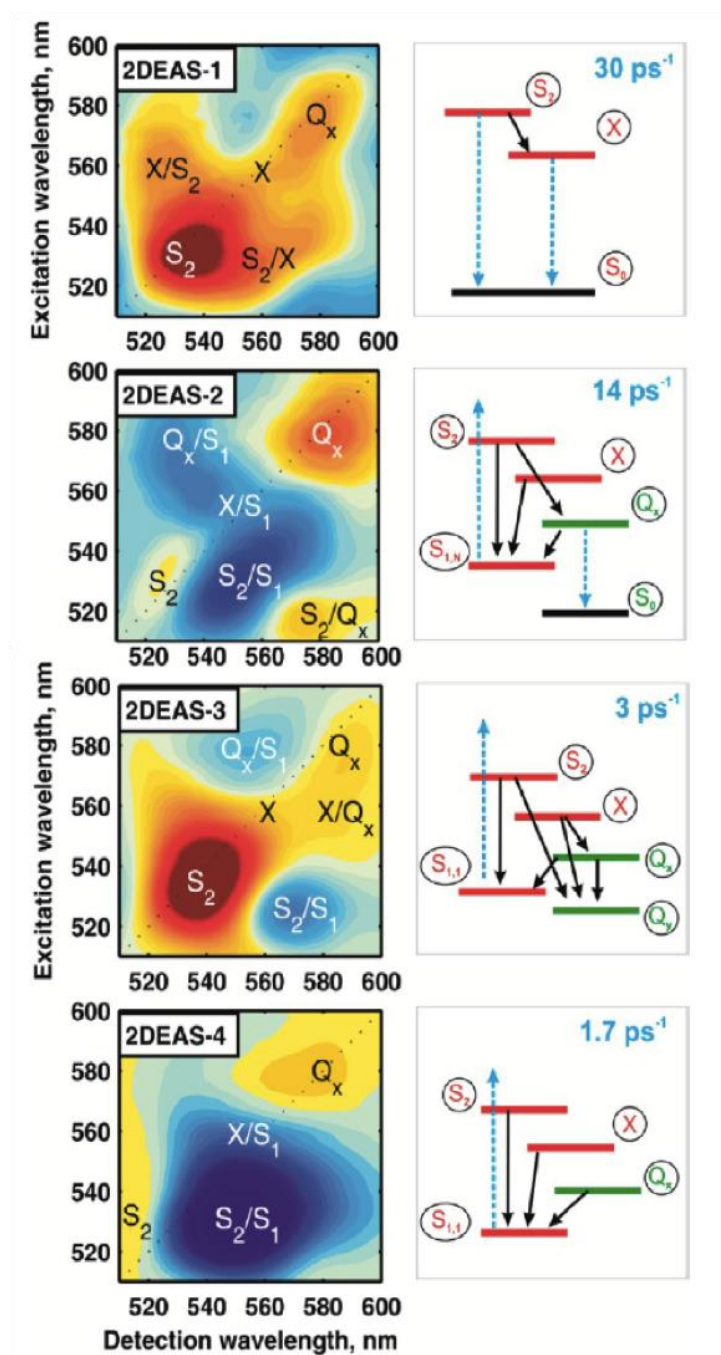 600
580
560
540
520
Excitation wavelength, nm
2DEAS-1
Qx
X/S2
X
S2
S2/X
520 540 560 580 600
30 ps-1
S2
X
S0
600
580
560
540
520
2DEAS-2
Qx/S1
Qx
X/S1
S2
S2/S1
S2/Qx
520 540 560 580 600
14 ps-1
S2
X
Qx
S1,N
S0
600
580
560
540
520
Excitation wavelength, nm
2DEAS-3
Qx/S1
Qx
X
X/Qx
S2
S2/S1
520 540 560 580 600
3 ps-1
S2
X
S1,1
Qx
Qy
600
580
560
540
520
2DEAS-4
Qx
X/S1
S2
S2/S1
520 540 560 580 600
Detection wavelength, nm
1.7 ps-1
S2
X
Qx
S1,1